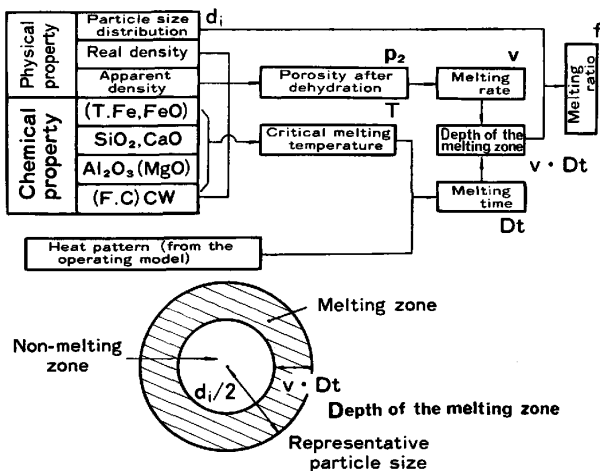 Physical property
Particle size
distribution
dᵢ
Real density
Apparent
density
Chemical
property
(T.Fe,FeO)
SiO₂,CaO
Al₂O₃(MgO)
(F.C)CW
p₂
Porosity after
dehydration
T
Critical melting
temperature
v
Melting
rate
Depth of the
melting zone
v・Dt
Melting
time
Dt
f
Melting
ratio
Heat pattern (from the
operating model)
Melting zone
Non-melting
zone
dᵢ/2
v・Dt
Depth of the melting zone
Representative
particle size